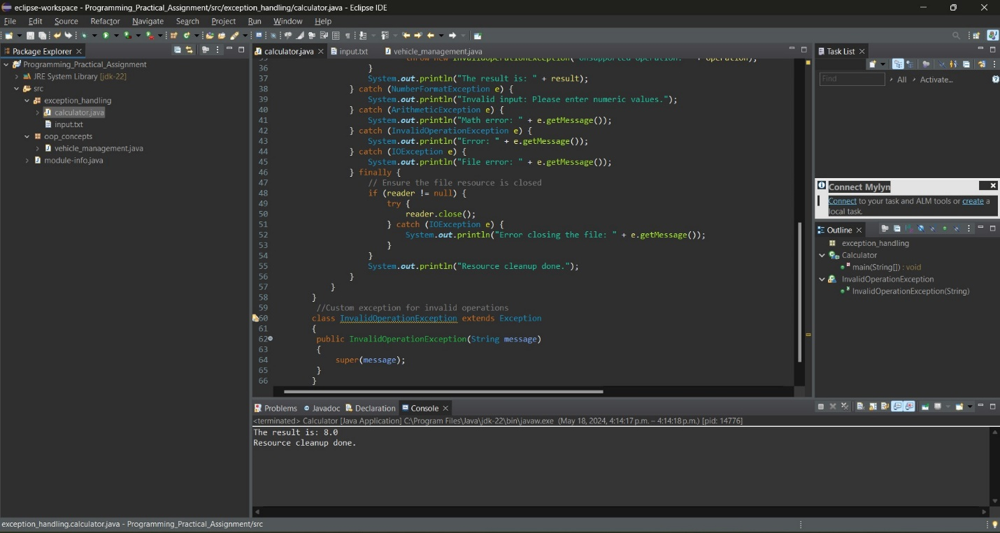 eclipse-workspace - Programming_Practical_Assignment/src/exception_handling/calculator.java - Eclipse IDE
File Edit Source Refactor Navigate Search Project Run Window Help
Package Explorer
Programming_Practical_Assignment
JRE System Library [jdk-22]
src
exception_handling
calculator.java
input.txt
oop_concepts
vehicle_management.java
module-info.java
calculator.java input.txt vehicle_management.java
36 }
37 System.out.println("The result is: " + result);
38 } catch (NumberFormatException e) {
39 System.out.println("Invalid input: Please enter numeric values.");
40 } catch (ArithmeticException e) {
41 System.out.println("Math error: " + e.getMessage());
42 } catch (InvalidOperationException e) {
43 System.out.println("Error: " + e.getMessage());
44 } catch (IOException e) {
45 System.out.println("File error: " + e.getMessage());
46 } finally {
47 // Ensure the file resource is closed
48 if (reader != null) {
49 try {
50 reader.close();
51 } catch (IOException e) {
52 System.out.println("Error closing the file: " + e.getMessage());
53 }
54 }
55 System.out.println("Resource cleanup done.");
56 }
57 }
58 }
59 //Custom exception for invalid operations
60 class InvalidOperationException extends Exception
61 {
62 public InvalidOperationException(String message)
63 {
64 super(message);
65 }
66 }
Task List
Find All Activate...
Connect Mylyn
Connect to your task and ALM tools or create a
local task.
Outline
exception_handling
Calculator
main(String[]) : void
InvalidOperationException
InvalidOperationException(String)
Problems Javadoc Declaration Console
<terminated> Calculator [Java Application] C:\Program Files\Java\jdk-22\bin\javaw.exe (May 18, 2024, 4:14:17 p.m. – 4:14:18 p.m.) [pid: 14776]
The result is: 8.0
Resource cleanup done.
exception_handling.calculator.java - Programming_Practical_Assignment/src